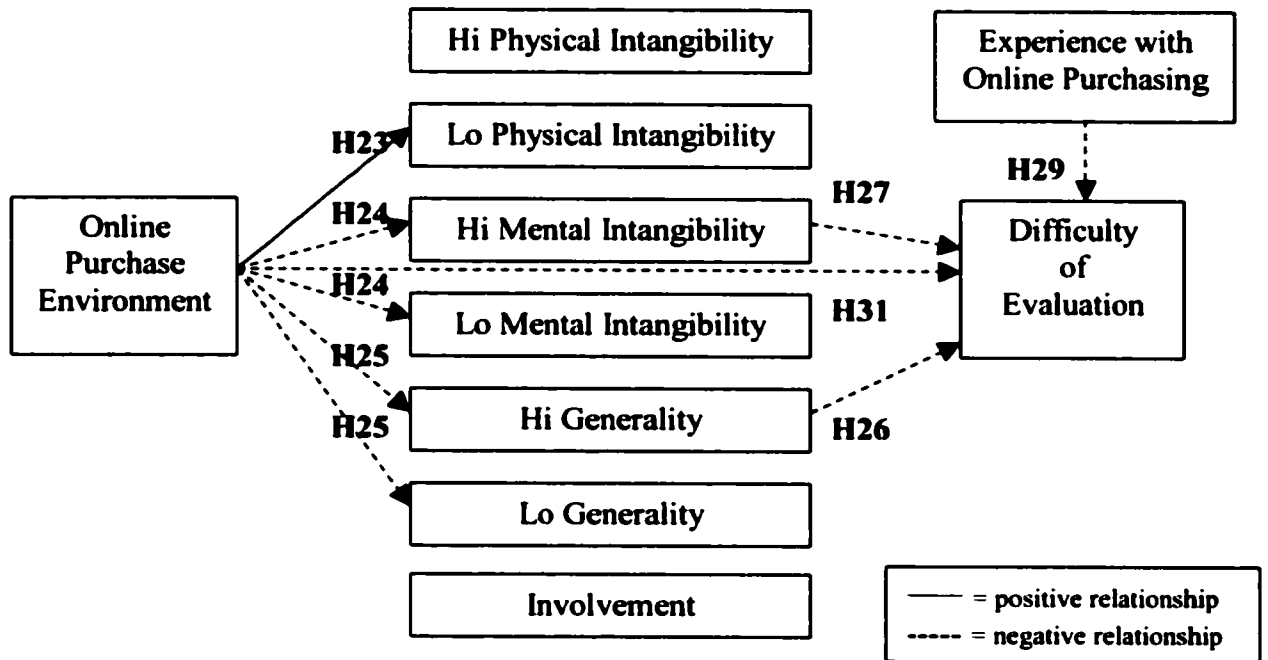 Hi Physical Intangibility
Experience with
Online Purchasing
H23
Lo Physical Intangibility
H29
H27
Online
Purchase
Environment
H24
Hi Mental Intangibility
Difficulty
of
Evaluation
H24
Lo Mental Intangibility
H31
H25
Hi Generality
H26
H25
Lo Generality
Involvement
= positive relationship
= negative relationship